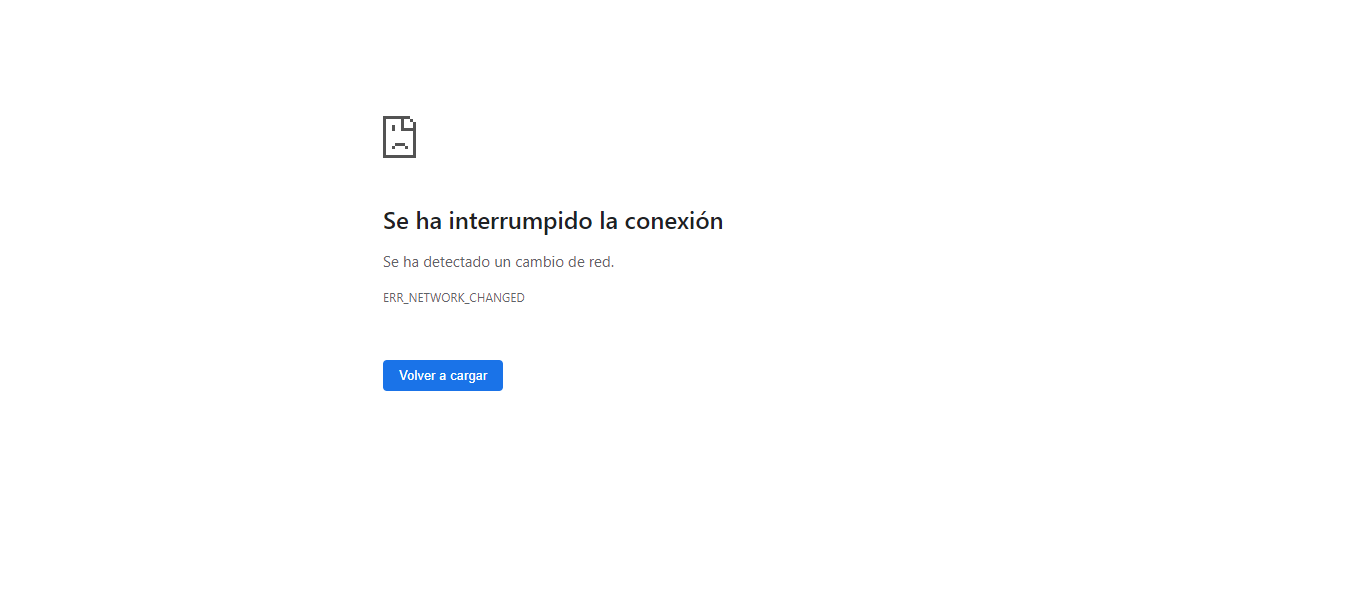 Se ha interrumpido la conexión
Se ha detectado un cambio de red.
ERR_NETWORK_CHANGED
Volver a cargar